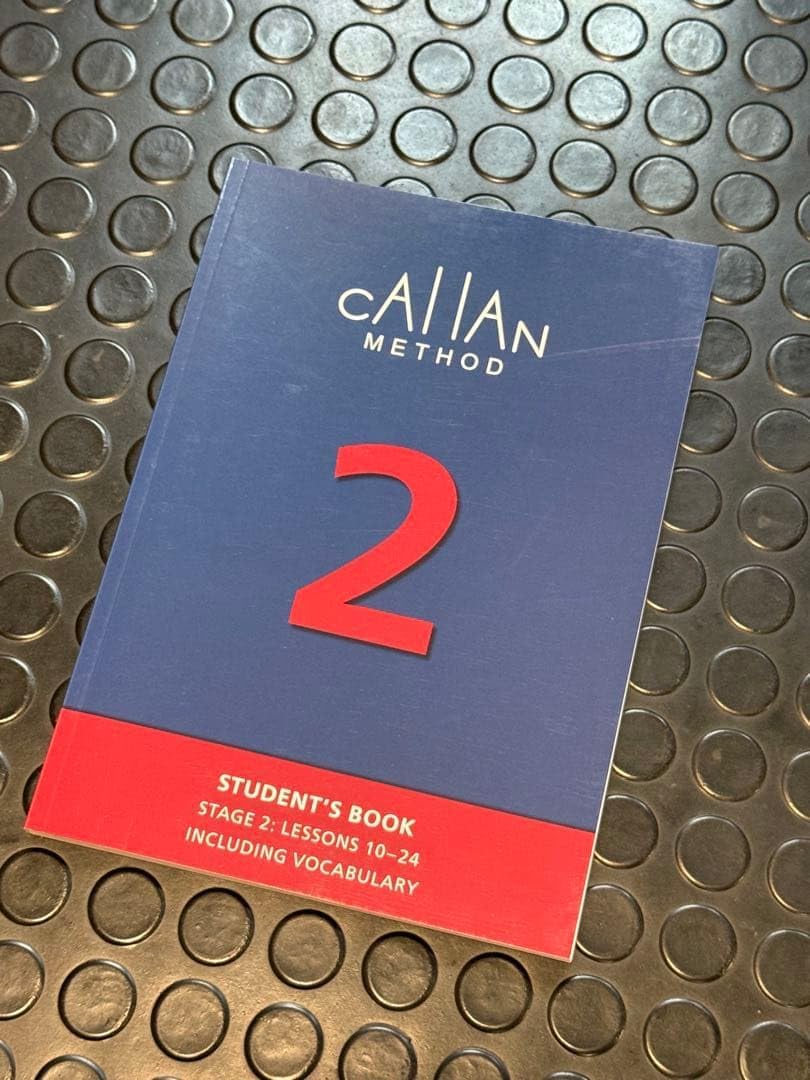 CAllAN
METHOD
2
STUDENT'S BOOK
STAGE 2: LESSONS 10–24
INCLUDING VOCABULARY